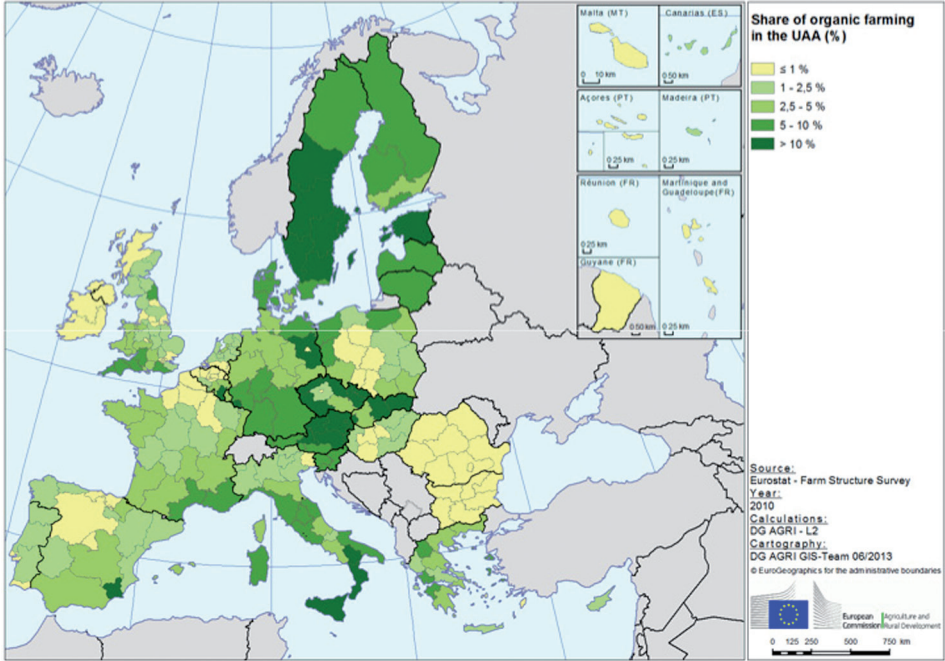 Malta (MT)
Canarias (ES)
0 10 km
0 50 km
Açores (PT)
Madeira (PT)
0 25 km
0 25 km
Réunion (FR)
Martinique and
Guadeloupe(FR)
0 25 km
Guyane (FR)
0 50 km
0 25 km
Share of organic farming
in the UAA (%)
≤ 1 %
1 - 2,5 %
2,5 - 5 %
5 - 10 %
> 10 %
Source:
Eurostat - Farm Structure Survey
Year:
2010
Calculations:
DG AGRI - L2
Cartography:
DG AGRI GIS-Team 06/2013
© EuroGeographics for the administrative boundaries
European
Commission
Agriculture and
Rural Development
0 125 250 500 750 km